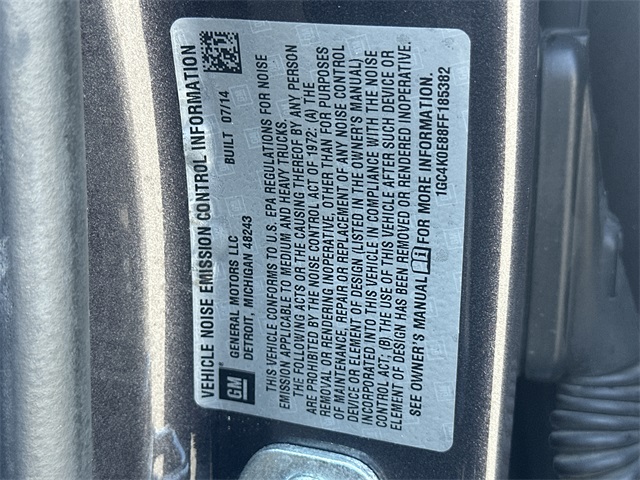 VEHICLE NOISE EMISSION CONTROL INFORMATION
GM
GENERAL MOTORS LLC
DETROIT, MICHIGAN 48243
BUILT 07/14
THIS VEHICLE CONFORMS TO U.S. EPA REGULATIONS FOR NOISE
EMISSION APPLICABLE TO MEDIUM AND HEAVY TRUCKS.
THE FOLLOWING ACTS OR THE CAUSING THEREOF BY ANY PERSON
ARE PROHIBITED BY THE NOISE CONTROL ACT OF 1972: (A) THE
REMOVAL OR RENDERING INOPERATIVE, OTHER THAN FOR PURPOSES
OF MAINTENANCE, REPAIR OR REPLACEMENT OF ANY NOISE CONTROL
DEVICE OR ELEMENT OF DESIGN (LISTED IN THE OWNER'S MANUAL)
INCORPORATED INTO THIS VEHICLE IN COMPLIANCE WITH THE NOISE
CONTROL ACT; (B) THE USE OF THIS VEHICLE AFTER SUCH DEVICE OR
ELEMENT OF DESIGN HAS BEEN REMOVED OR RENDERED INOPERATIVE.
SEE OWNER'S MANUAL FOR MORE INFORMATION.
1GC4K0E88FF185382